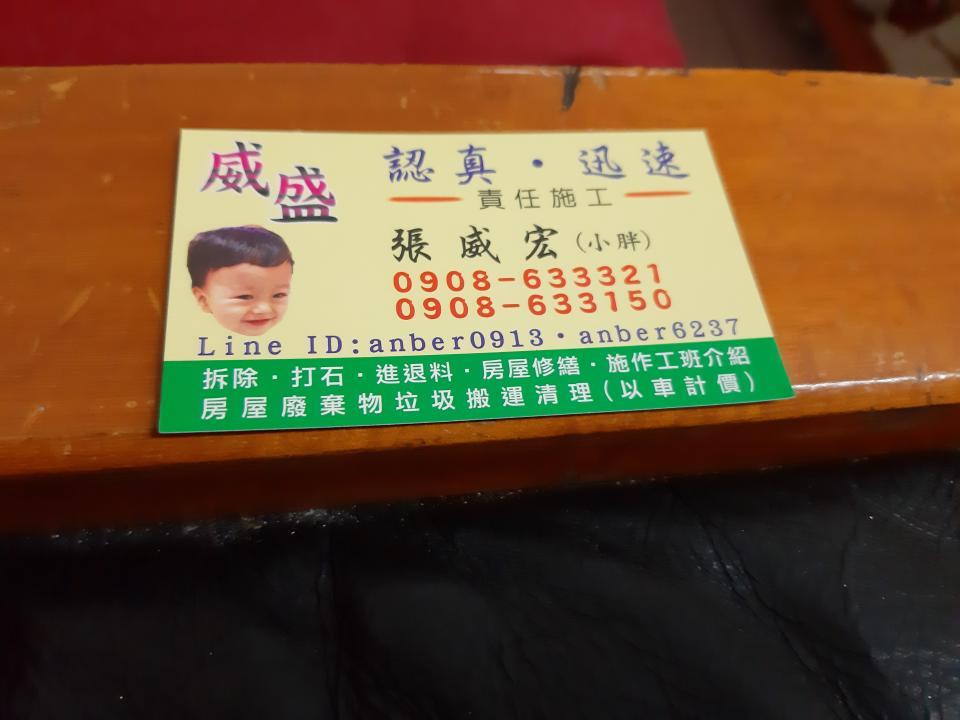 威盛
認真·迅速
責任施工
張威宏(小胖)
0908-633321
0908-633150
Line ID:anber0913·anber6237
拆除·打石·進退料·房屋修繕·施作工班介紹
房屋廢棄物垃圾搬運清理(以車計價)